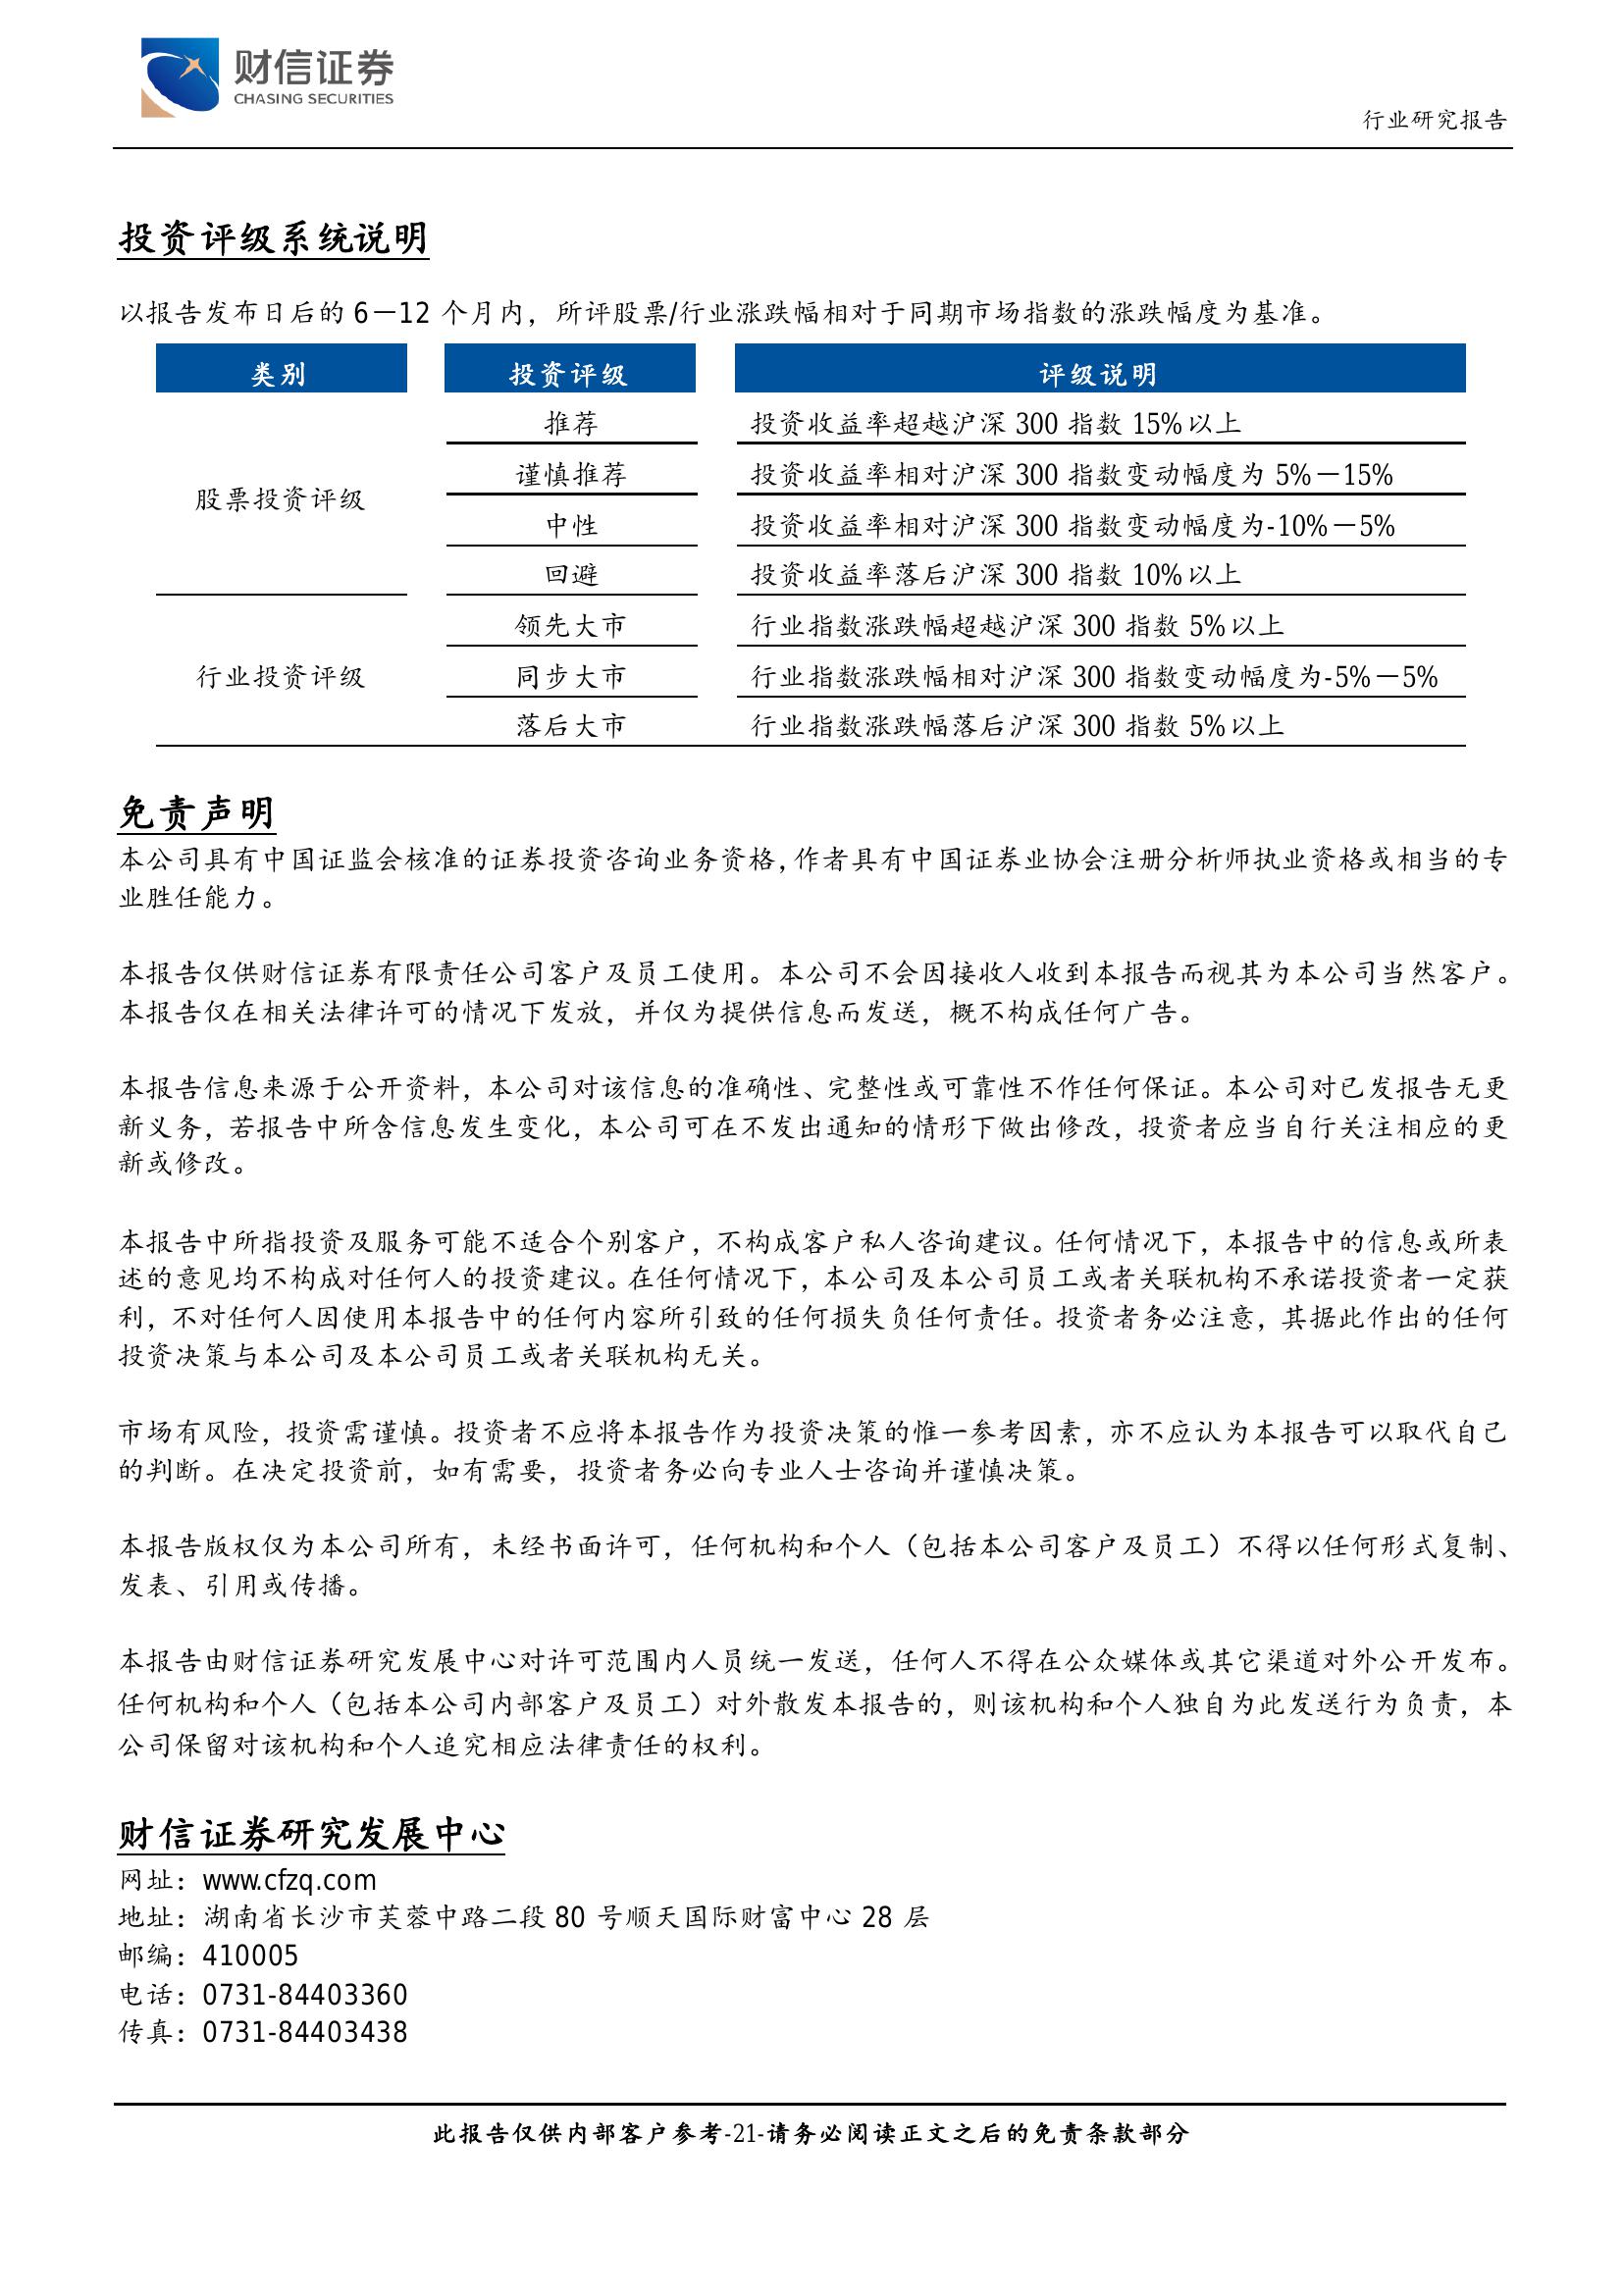 财信证券
CHASING SECURITIES
行业研究报告
投资评级系统说明
以报告发布日后的 6－12 个月内，所评股票/行业涨跌幅相对于同期市场指数的涨跌幅度为基准。
类别 投资评级 评级说明
股票投资评级
推荐 投资收益率超越沪深 300 指数 15%以上
谨慎推荐 投资收益率相对沪深 300 指数变动幅度为 5%－15%
中性 投资收益率相对沪深 300 指数变动幅度为-10%－5%
回避 投资收益率落后沪深 300 指数 10%以上
行业投资评级
领先大市 行业指数涨跌幅超越沪深 300 指数 5%以上
同步大市 行业指数涨跌幅相对沪深 300 指数变动幅度为-5%－5%
落后大市 行业指数涨跌幅落后沪深 300 指数 5%以上
免责声明
本公司具有中国证监会核准的证券投资咨询业务资格，作者具有中国证券业协会注册分析师执业资格或相当的专
业胜任能力。
本报告仅供财信证券有限责任公司客户及员工使用。本公司不会因接收人收到本报告而视其为本公司当然客户。
本报告仅在相关法律许可的情况下发放，并仅为提供信息而发送，概不构成任何广告。
本报告信息来源于公开资料，本公司对该信息的准确性、完整性或可靠性不作任何保证。本公司对已发报告无更
新义务，若报告中所含信息发生变化，本公司可在不发出通知的情形下做出修改，投资者应当自行关注相应的更
新或修改。
本报告中所指投资及服务可能不适合个别客户，不构成客户私人咨询建议。任何情况下，本报告中的信息或所表
述的意见均不构成对任何人的投资建议。在任何情况下，本公司及本公司员工或者关联机构不承诺投资者一定获
利，不对任何人因使用本报告中的任何内容所引致的任何损失负任何责任。投资者务必注意，其据此作出的任何
投资决策与本公司及本公司员工或者关联机构无关。
市场有风险，投资需谨慎。投资者不应将本报告作为投资决策的惟一参考因素，亦不应认为本报告可以取代自己
的判断。在决定投资前，如有需要，投资者务必向专业人士咨询并谨慎决策。
本报告版权仅为本公司所有，未经书面许可，任何机构和个人（包括本公司客户及员工）不得以任何形式复制、
发表、引用或传播。
本报告由财信证券研究发展中心对许可范围内人员统一发送，任何人不得在公众媒体或其它渠道对外公开发布。
任何机构和个人（包括本公司内部客户及员工）对外散发本报告的，则该机构和个人独自为此发送行为负责，本
公司保留对该机构和个人追究相应法律责任的权利。
财信证券研究发展中心
网址：www.cfzq.com
地址：湖南省长沙市芙蓉中路二段 80 号顺天国际财富中心 28 层
邮编：410005
电话：0731-84403360
传真：0731-84403438
此报告仅供内部客户参考-21-请务必阅读正文之后的免责条款部分